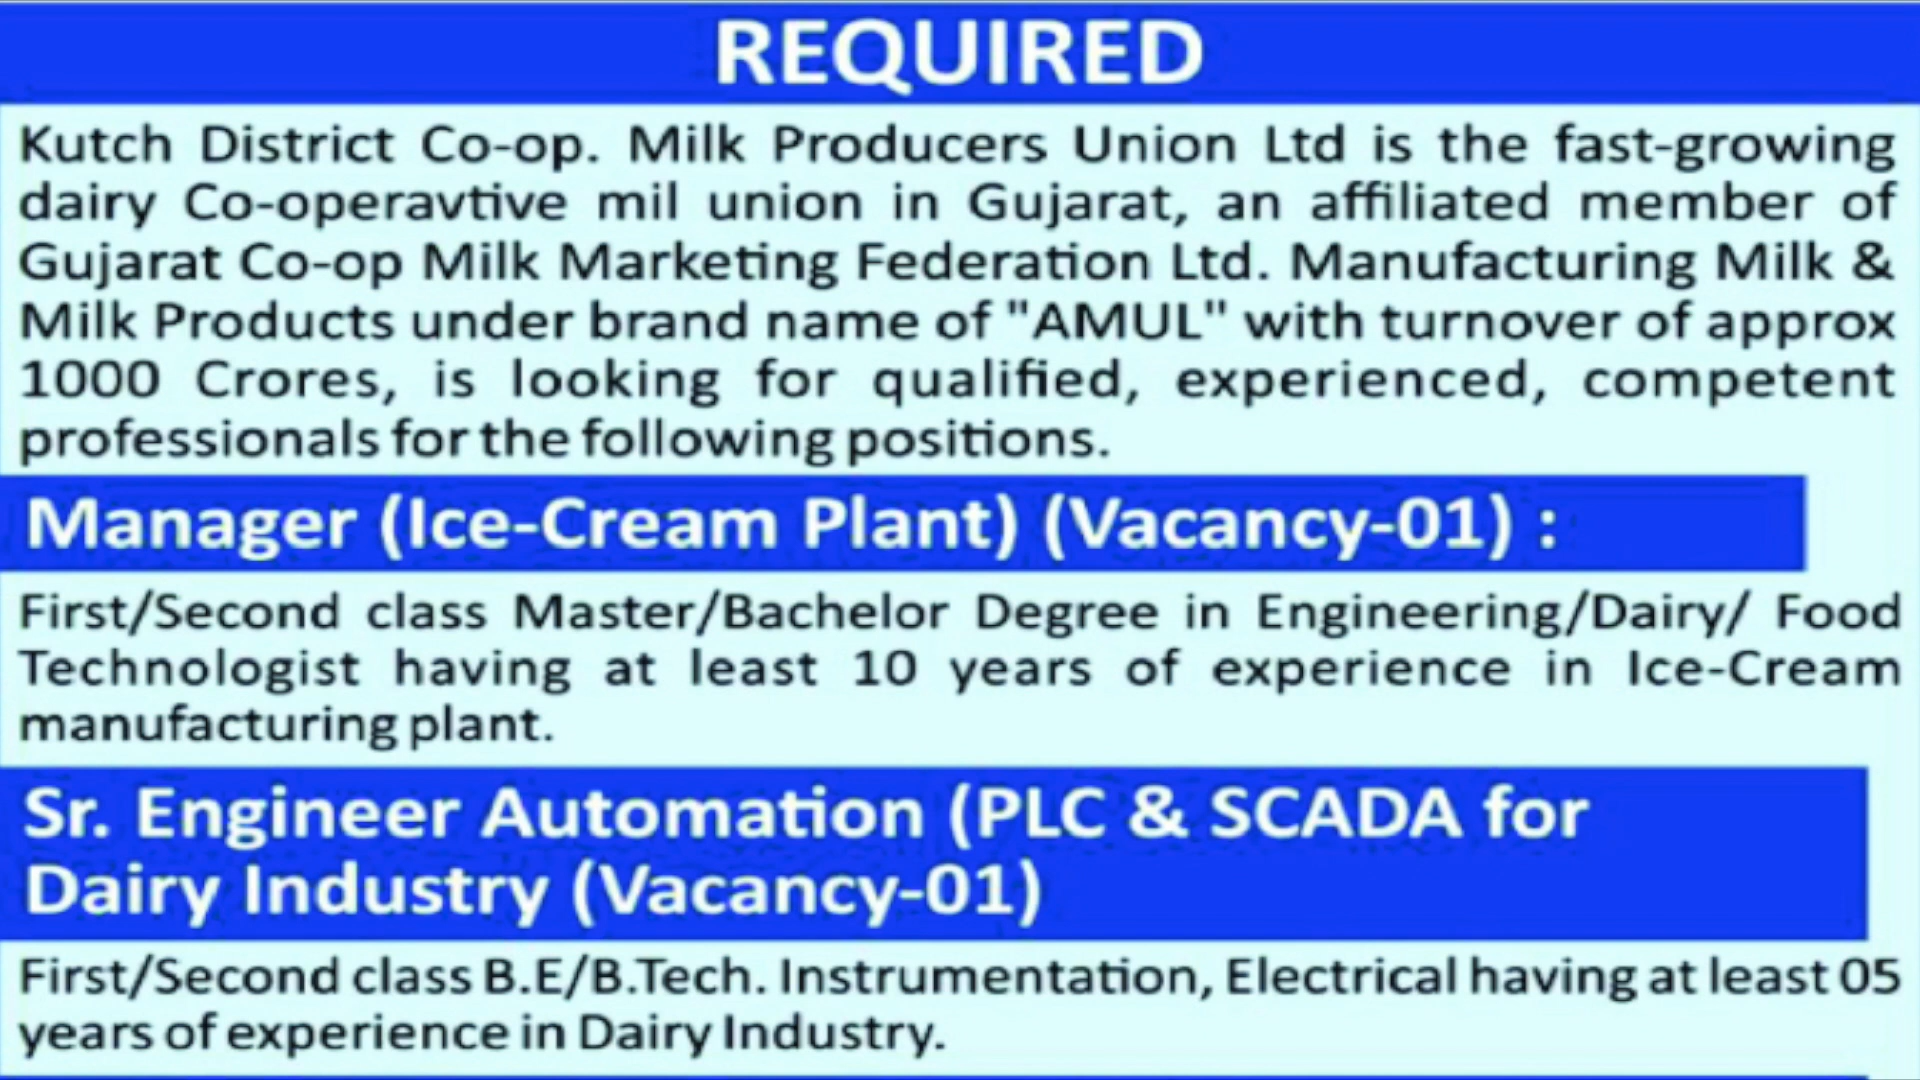 REQUIRED
Kutch District Co-op. Milk Producers Union Ltd is the fast-growing
dairy Co-operavtive mil union in Gujarat, an affiliated member of
Gujarat Co-op Milk Marketing Federation Ltd. Manufacturing Milk &
Milk Products under brand name of "AMUL" with turnover of approx
1000 Crores, is looking for qualified, experienced, competent
professionals for the following positions.
Manager (Ice-Cream Plant) (Vacancy-01) :
First/Second class Master/Bachelor Degree in Engineering/Dairy/ Food
Technologist having at least 10 years of experience in Ice-Cream
manufacturing plant.
Sr. Engineer Automation (PLC & SCADA for
Dairy Industry (Vacancy-01)
First/Second class B.E/B.Tech. Instrumentation, Electrical having at least 05
years of experience in Dairy Industry.